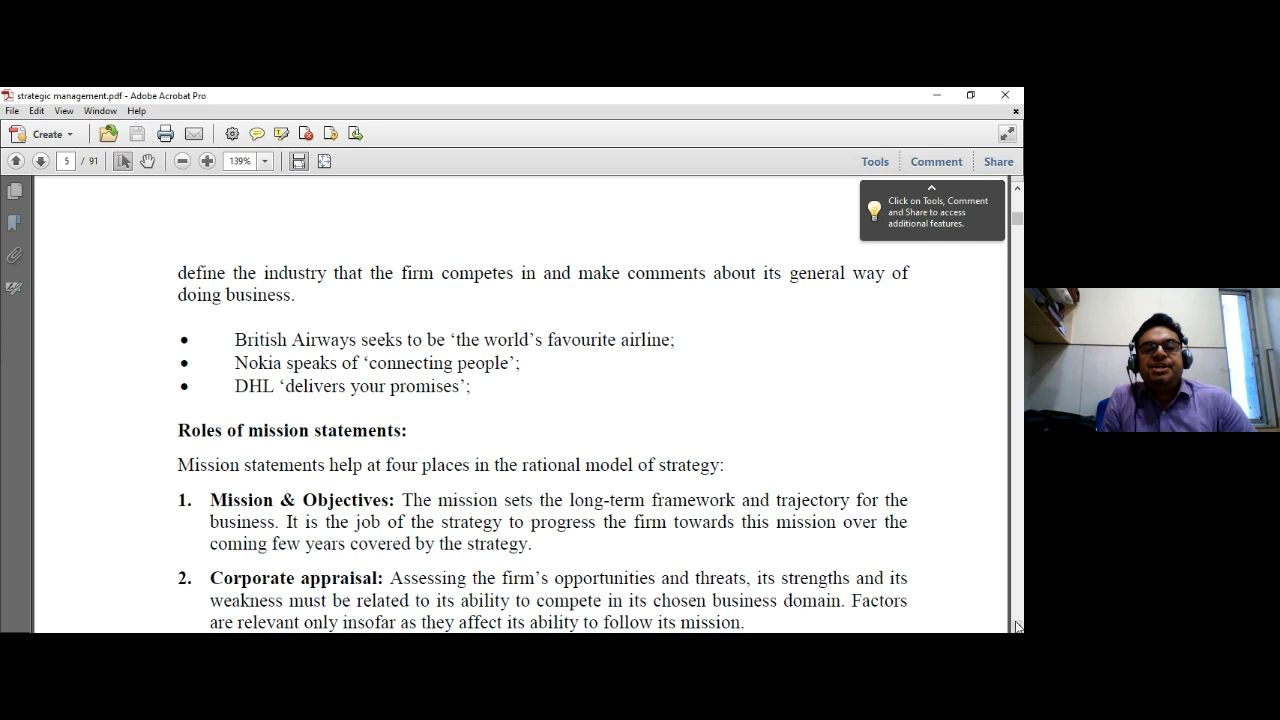 strategic management.pdf - Adobe Acrobat Pro
File Edit View Window Help
Create
5 / 91 139% Tools Comment Share
Click on Tools, Comment
and Share to access
additional features.
define the industry that the firm competes in and make comments about its general way of
doing business.
• British Airways seeks to be ‘the world’s favourite airline;
• Nokia speaks of ‘connecting people’;
• DHL ‘delivers your promises’;
Roles of mission statements:
Mission statements help at four places in the rational model of strategy:
1. Mission & Objectives: The mission sets the long-term framework and trajectory for the
business. It is the job of the strategy to progress the firm towards this mission over the
coming few years covered by the strategy.
2. Corporate appraisal: Assessing the firm’s opportunities and threats, its strengths and its
weakness must be related to its ability to compete in its chosen business domain. Factors
are relevant only insofar as they affect its ability to follow its mission.